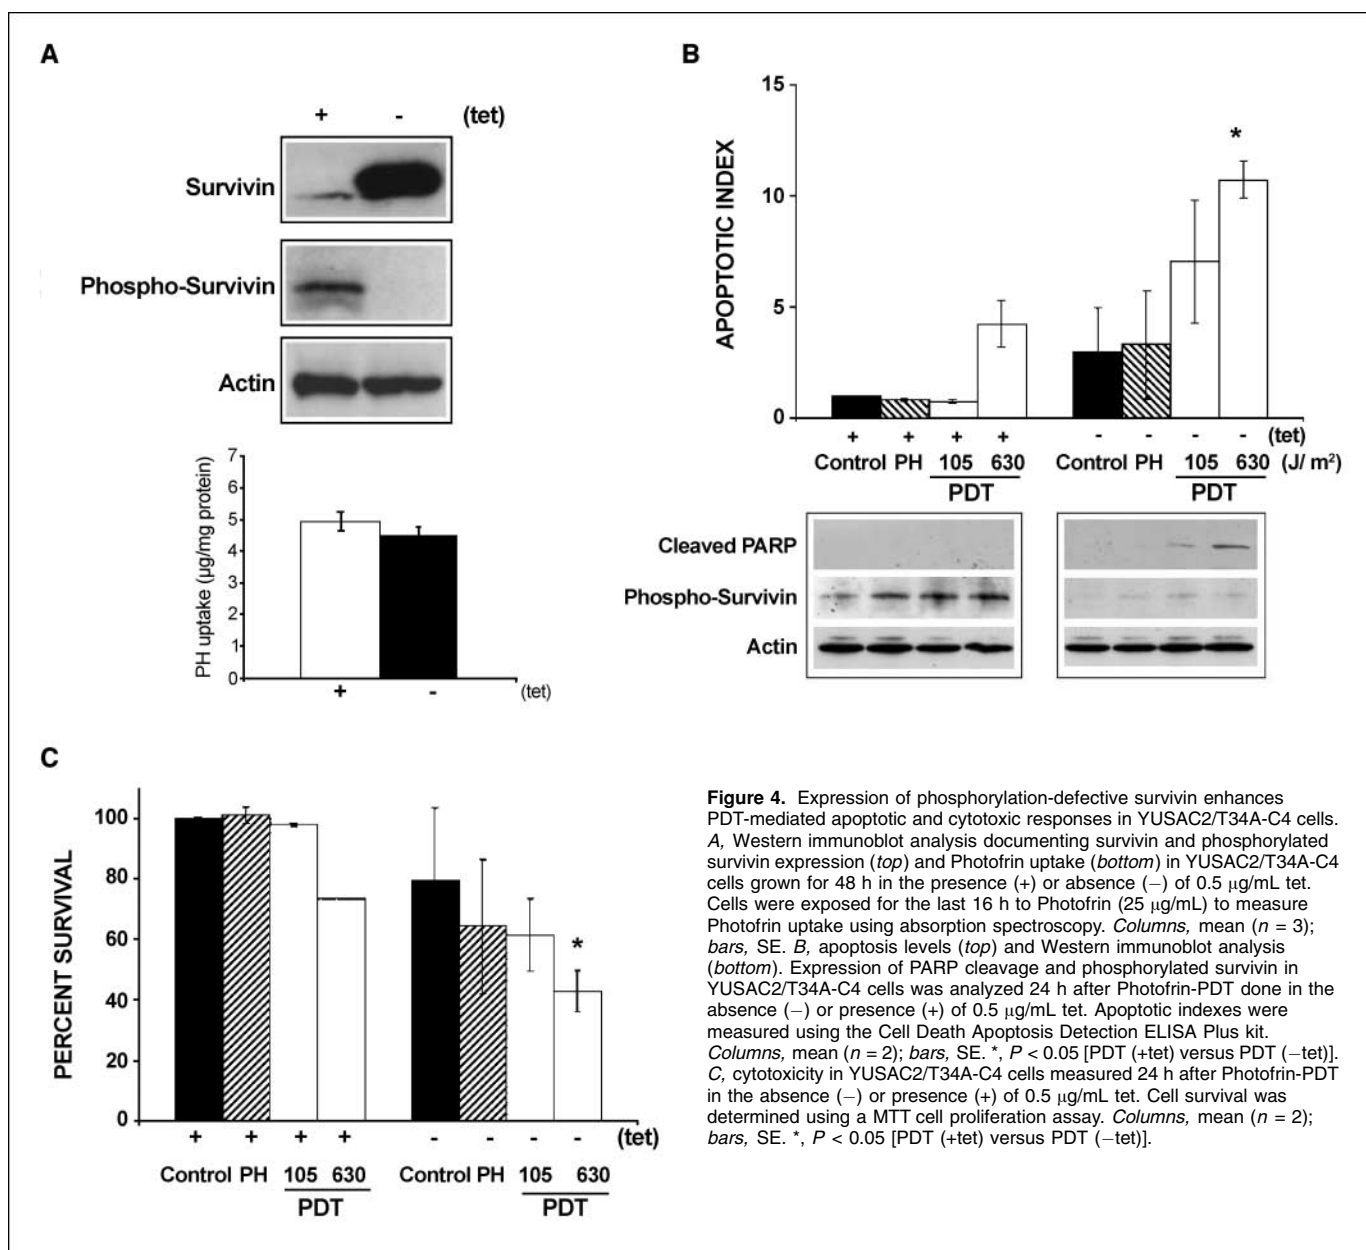 A
+ - (tet)
Survivin
Phospho-Survivin
Actin
PH uptake (µg/mg protein)
7
6
5
4
3
2
1
0
+ - (tet)
B
APOPTOTIC INDEX
15
10
5
0
*
+ + + + - - - - (tet)
Control PH 105 630 Control PH 105 630 (J/ m²)
PDT PDT
Cleaved PARP
Phospho-Survivin
Actin
C
PERCENT SURVIVAL
100
80
60
40
20
0
*
+ + + + - - - - (tet)
Control PH 105 630 Control PH 105 630
PDT PDT
Figure 4. Expression of phosphorylation-defective survivin enhances
PDT-mediated apoptotic and cytotoxic responses in YUSAC2/T34A-C4 cells.
A, Western immunoblot analysis documenting survivin and phosphorylated
survivin expression (top) and Photofrin uptake (bottom) in YUSAC2/T34A-C4
cells grown for 48 h in the presence (+) or absence (−) of 0.5 µg/mL tet.
Cells were exposed for the last 16 h to Photofrin (25 µg/mL) to measure
Photofrin uptake using absorption spectroscopy. Columns, mean (n = 3);
bars, SE. B, apoptosis levels (top) and Western immunoblot analysis
(bottom). Expression of PARP cleavage and phosphorylated survivin in
YUSAC2/T34A-C4 cells was analyzed 24 h after Photofrin-PDT done in the
absence (−) or presence (+) of 0.5 µg/mL tet. Apoptotic indexes were
measured using the Cell Death Apoptosis Detection ELISA Plus kit.
Columns, mean (n = 2); bars, SE. *, P < 0.05 [PDT (+tet) versus PDT (−tet)].
C, cytotoxicity in YUSAC2/T34A-C4 cells measured 24 h after Photofrin-PDT
in the absence (−) or presence (+) of 0.5 µg/mL tet. Cell survival was
determined using a MTT cell proliferation assay. Columns, mean (n = 2);
bars, SE. *, P < 0.05 [PDT (+tet) versus PDT (−tet)].